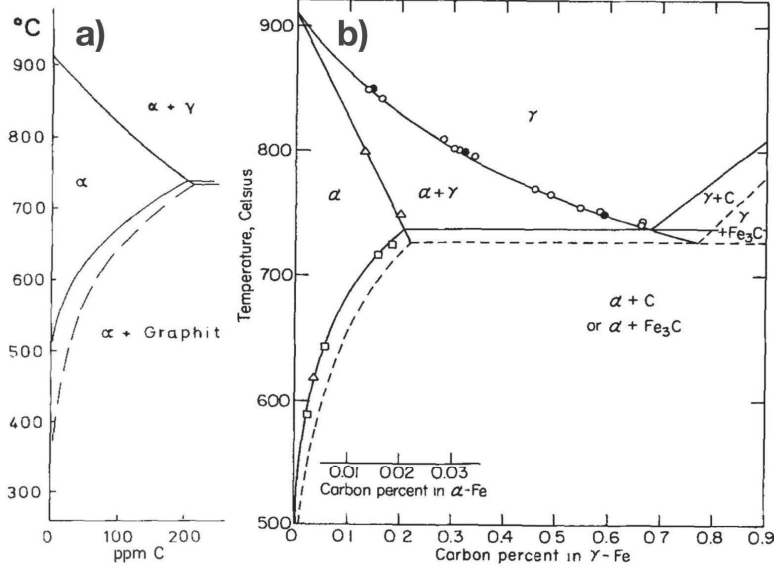 °C
a)
900
800
700
600
500
400
300
α + γ
α
α + Graphit
0 100 200
ppm C
b)
Temperature, Celsius
900
800
700
600
500
γ
α
α+γ
γ+C
γ
+Fe₃C
α + C
or α + Fe₃C
0.01 0.02 0.03
Carbon percent in α-Fe
0 0.1 0.2 0.3 0.4 0.5 0.6 0.7 0.8 0.9
Carbon percent in γ-Fe